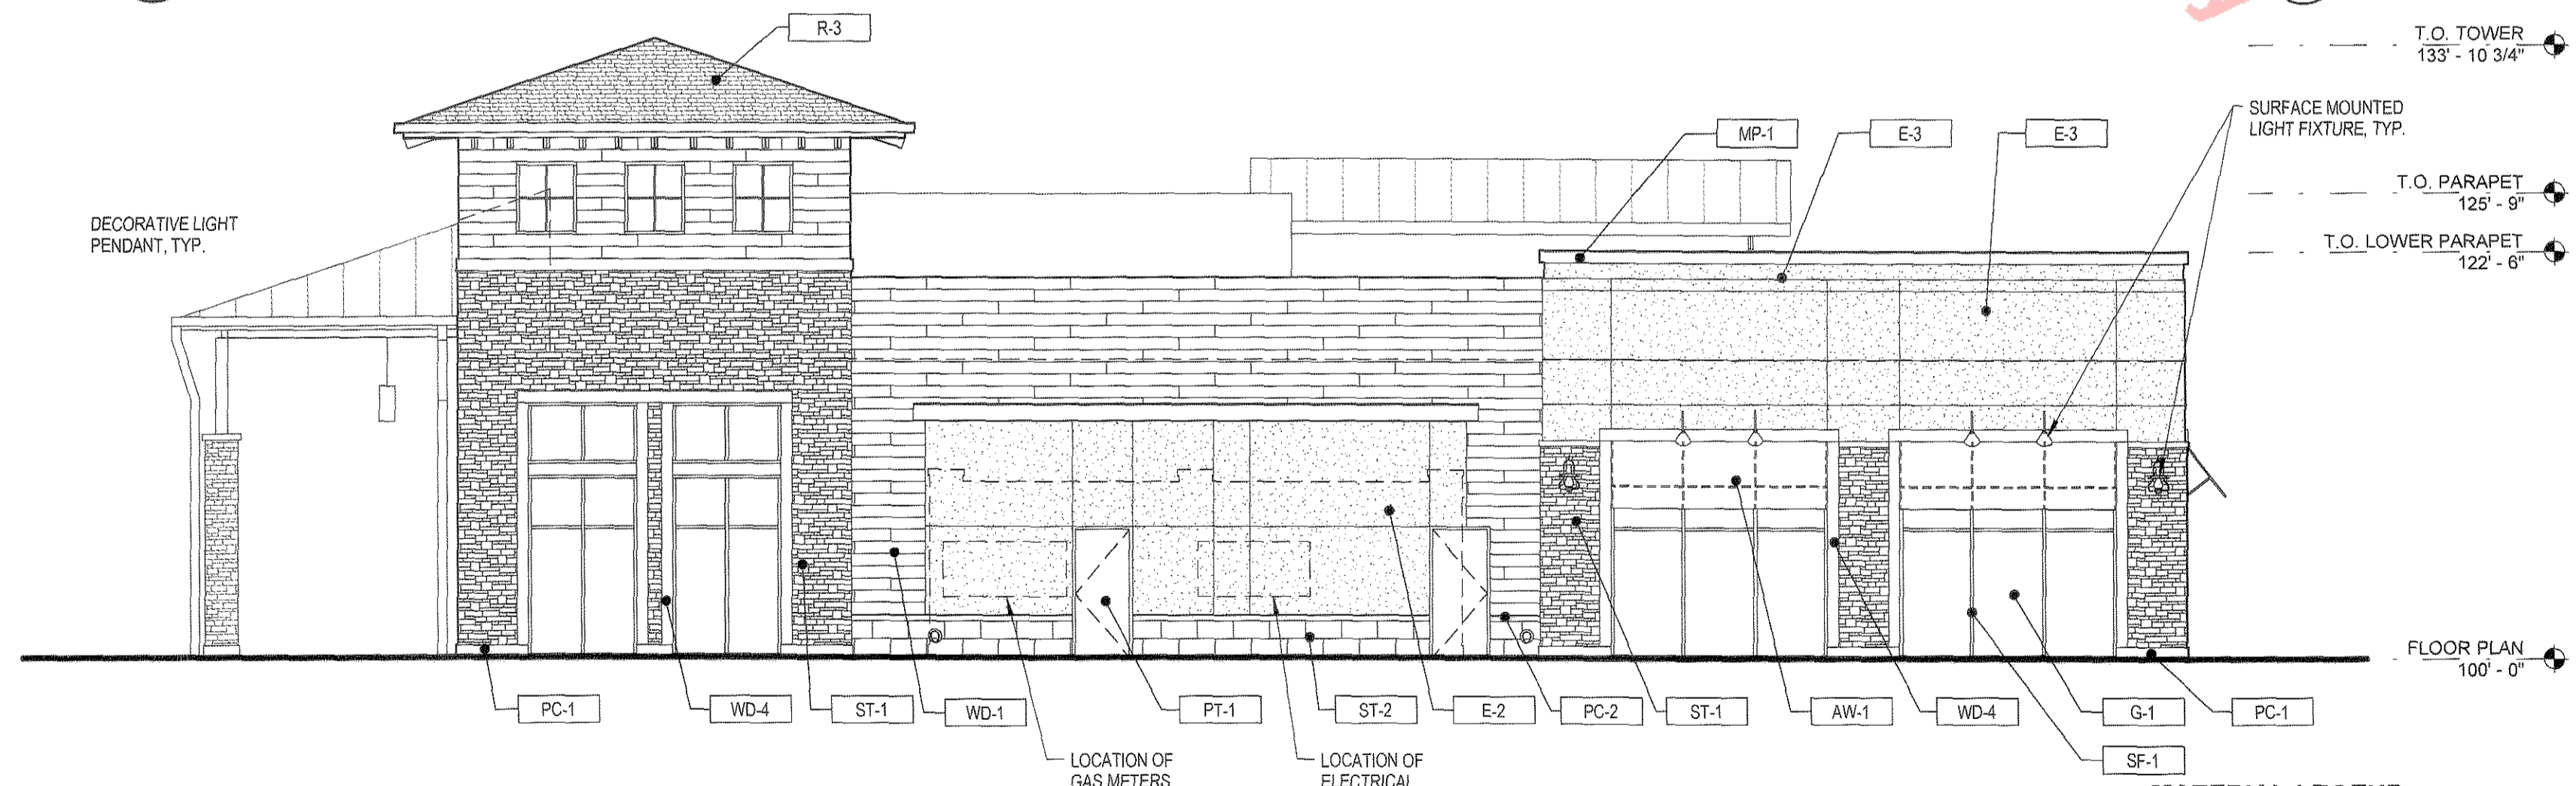 R-3
T.O. TOWER
133' - 10 3/4"
SURFACE MOUNTED
LIGHT FIXTURE, TYP.
MP-1
E-3
E-3
T.O. PARAPET
125' - 9"
DECORATIVE LIGHT
PENDANT, TYP.
T.O. LOWER PARAPET
122' - 6"
FLOOR PLAN
100' - 0"
PC-1
WD-4
ST-1
WD-1
PT-1
ST-2
E-2
PC-2
ST-1
AW-1
WD-4
G-1
PC-1
SF-1
LOCATION OF
GAS METERS
LOCATION OF
ELECTRICAL